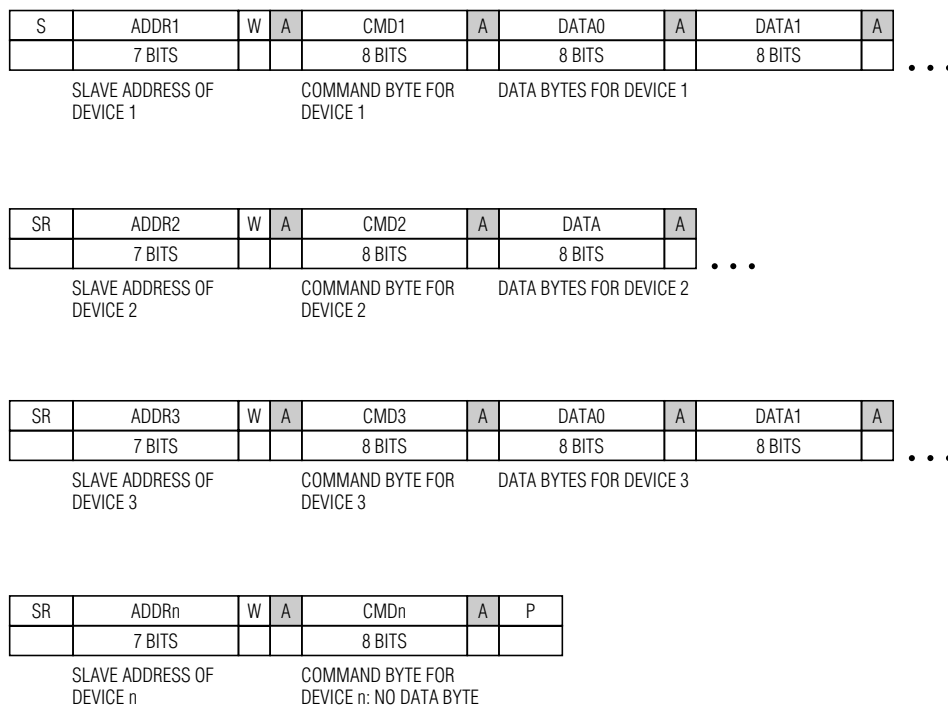 S ADDR1 W A CMD1 A DATA0 A DATA1 A
7 BITS 8 BITS 8 BITS 8 BITS
SLAVE ADDRESS OF COMMAND BYTE FOR DATA BYTES FOR DEVICE 1
DEVICE 1 DEVICE 1
• • •
SR ADDR2 W A CMD2 A DATA A
7 BITS 8 BITS 8 BITS
SLAVE ADDRESS OF COMMAND BYTE FOR DATA BYTES FOR DEVICE 2
DEVICE 2 DEVICE 2
• • •
SR ADDR3 W A CMD3 A DATA0 A DATA1 A
7 BITS 8 BITS 8 BITS 8 BITS
SLAVE ADDRESS OF COMMAND BYTE FOR DATA BYTES FOR DEVICE 3
DEVICE 3 DEVICE 3
• • •
SR ADDRn W A CMDn A P
7 BITS 8 BITS
SLAVE ADDRESS OF COMMAND BYTE FOR
DEVICE n DEVICE n: NO DATA BYTE